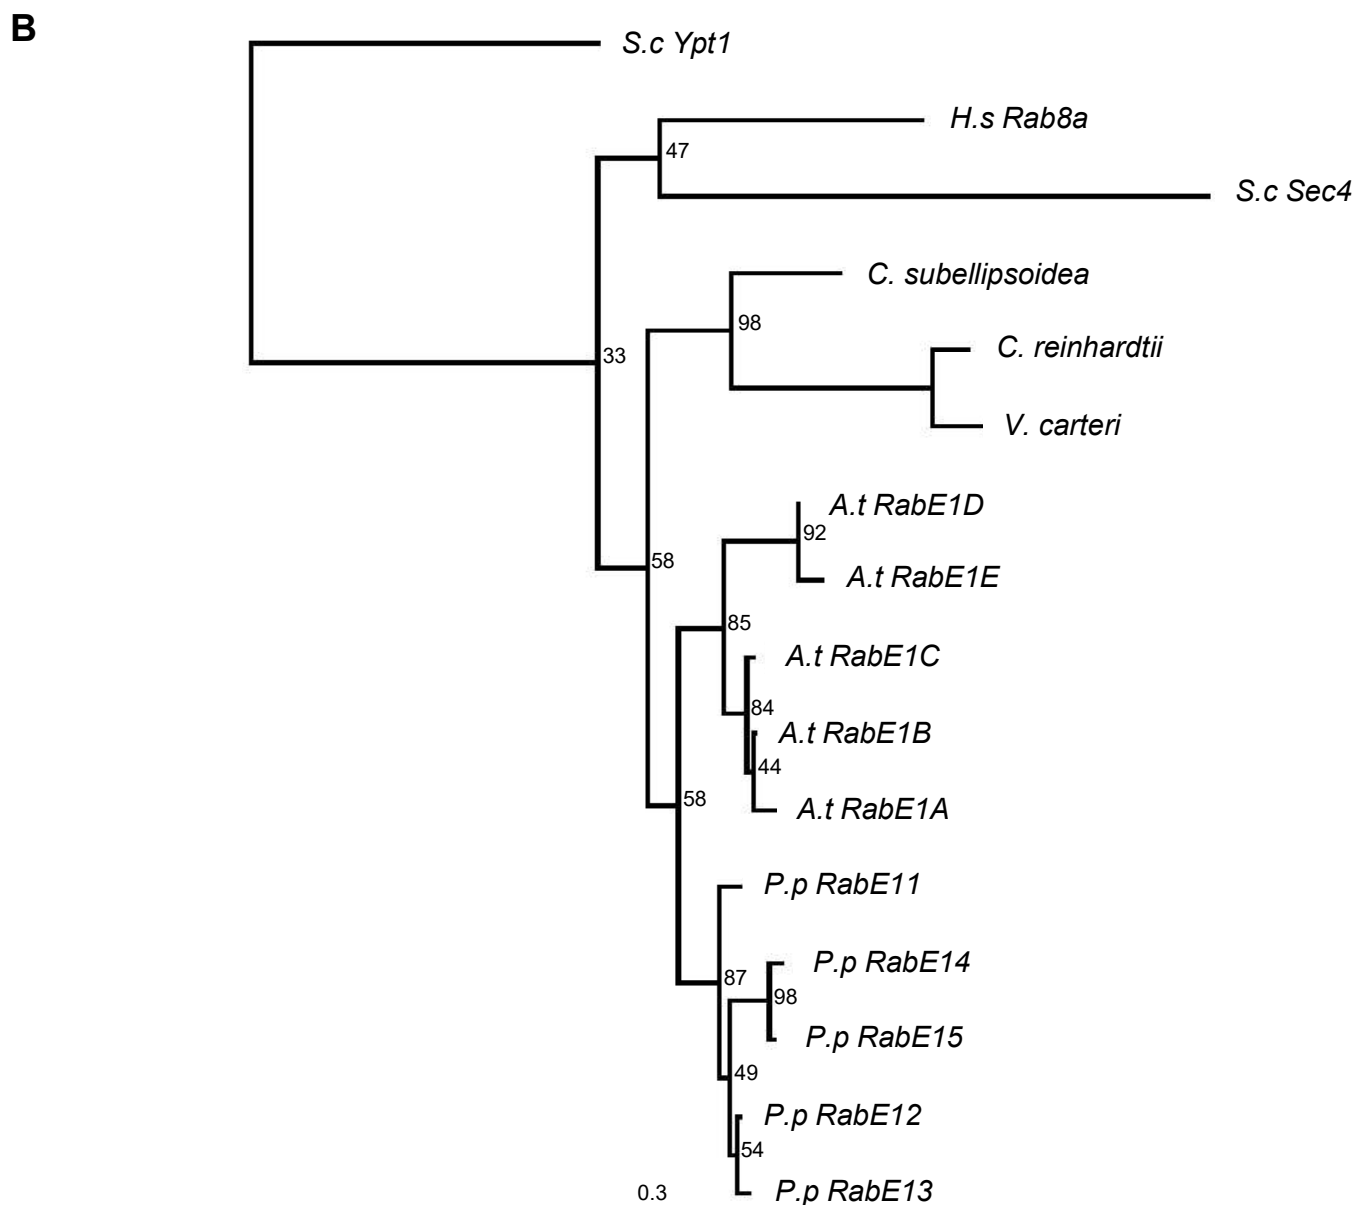 B
S.c Ypt1
H.s Rab8a
47
S.c Sec4
C. subellipsoidea
98
C. reinhardtii
33
V. carteri
A.t RabE1D
92
58
A.t RabE1E
85
A.t RabE1C
84
A.t RabE1B
44
58
A.t RabE1A
P.p RabE11
P.p RabE14
87
98
P.p RabE15
49
P.p RabE12
54
0.3
P.p RabE13